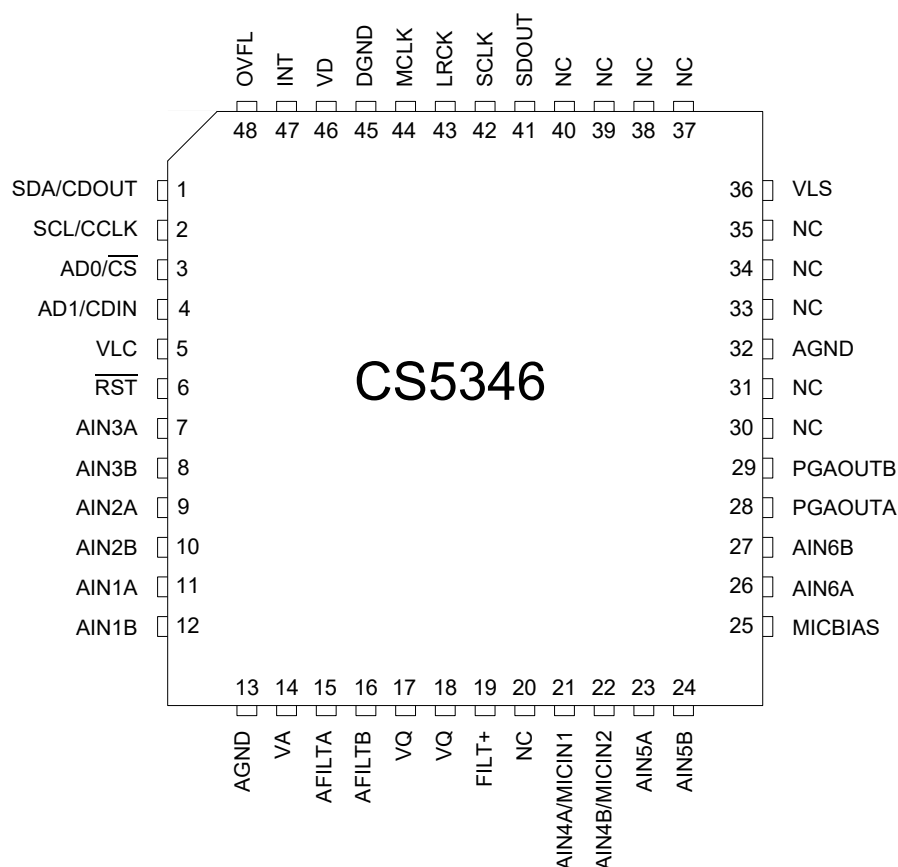 OVFL
INT
VD
DGND
MCLK
LRCK
SCLK
SDOUT
NC
NC
NC
NC
48 47 46 45 44 43 42 41 40 39 38 37
SDA/CDOUT 1
SCL/CCLK 2
AD0/CS 3
AD1/CDIN 4
VLC 5
RST 6
AIN3A 7
AIN3B 8
AIN2A 9
AIN2B 10
AIN1A 11
AIN1B 12
CS5346
36 VLS
35 NC
34 NC
33 NC
32 AGND
31 NC
30 NC
29 PGAOUTB
28 PGAOUTA
27 AIN6B
26 AIN6A
25 MICBIAS
13 14 15 16 17 18 19 20 21 22 23 24
AGND
VA
AFILTA
AFILTB
VQ
VQ
FILT+
NC
AIN4A/MICIN1
AIN4B/MICIN2
AIN5A
AIN5B